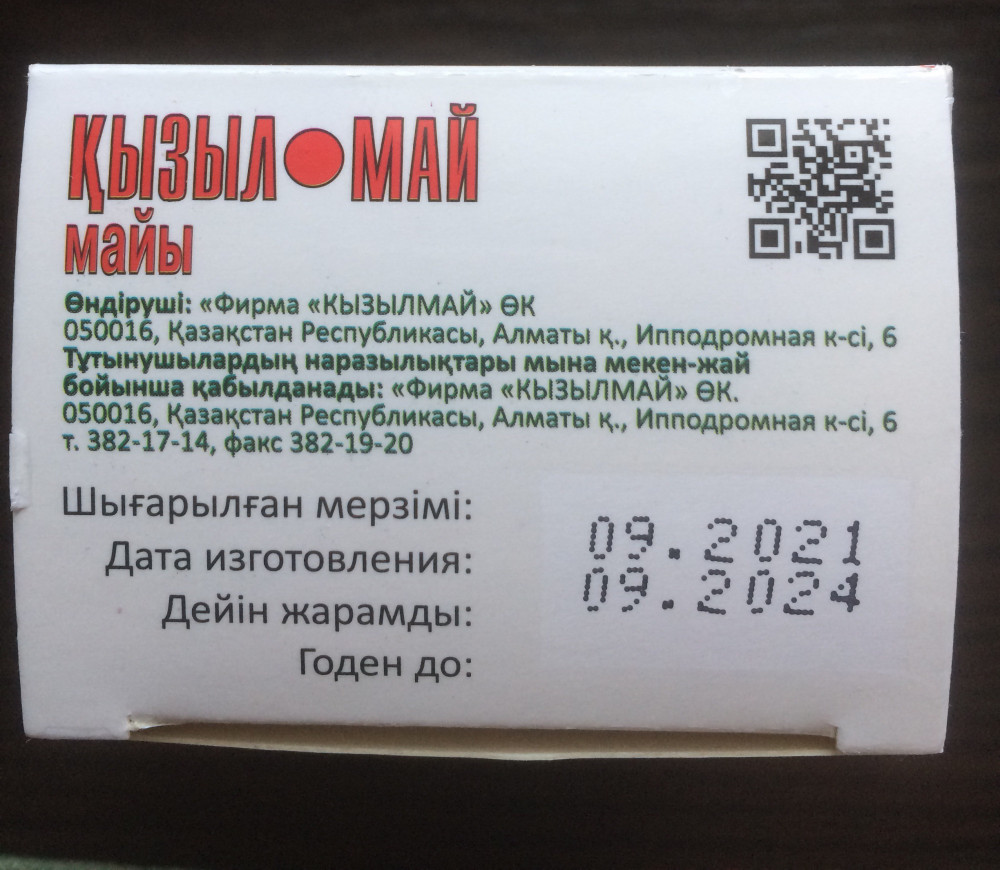 ҚЫЗЫЛ МАЙ
майы
Өндіруші: «Фирма «КЫЗЫЛМАЙ» ӨК
050016, Қазақстан Республикасы, Алматы қ., Ипподромная к-сі, 6
Тұтынушылардың наразылықтары мына мекен-жай
бойынша қабылданады: «Фирма «КЫЗЫЛМАЙ» ӨК.
050016, Қазақстан Республикасы, Алматы қ., Ипподромная к-сі, 6
т. 382-17-14, факс 382-19-20
Шығарылған мерзімі:
Дата изготовления:
09.2021
Дейін жарамды:
09.2024
Годен до: